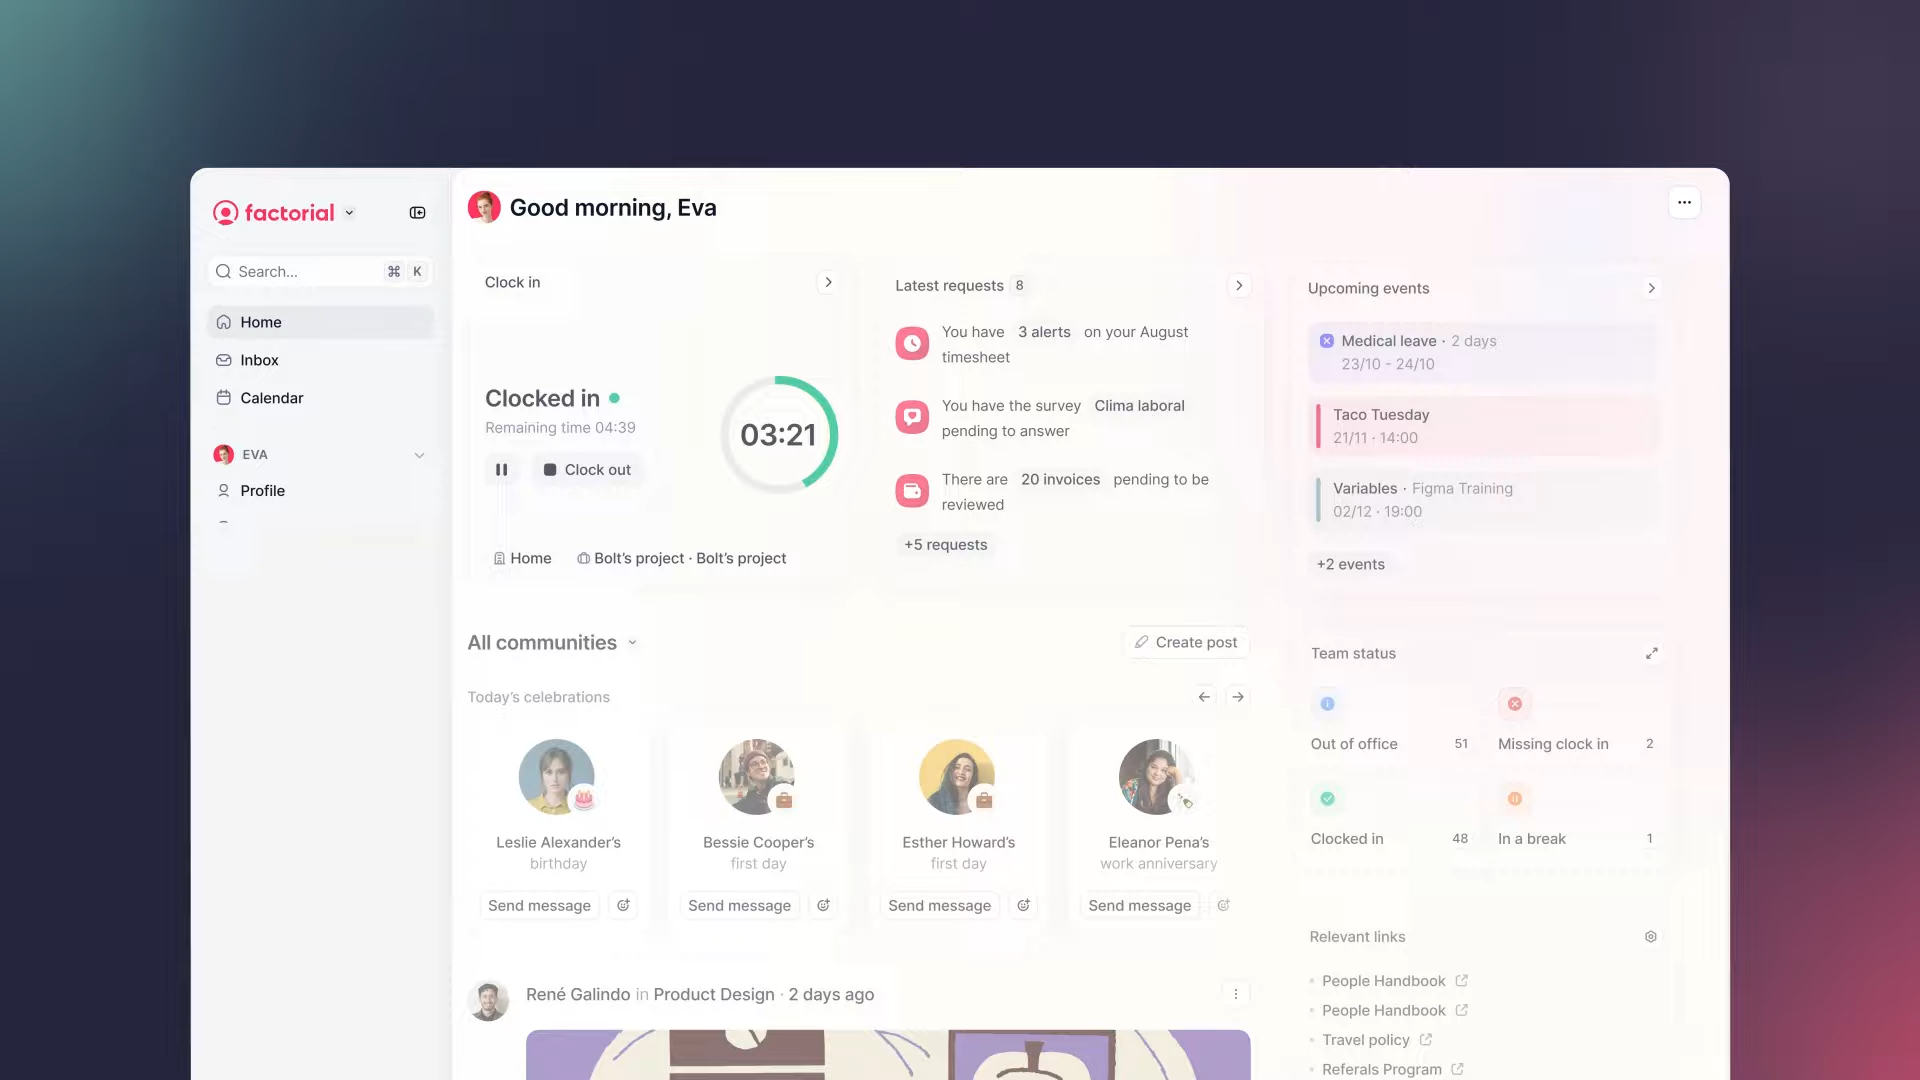 factorial
Search...
⌘ K
Home
Inbox
Calendar
EVA
Profile
Good morning, Eva
Clock in
Clocked in
Remaining time 04:39
Clock out
03:21
Home
Bolt’s project · Bolt’s project
Latest requests 8
You have 3 alerts on your August
timesheet
You have the survey Clima laboral
pending to answer
There are 20 invoices pending to be
reviewed
+5 requests
Upcoming events
Medical leave · 2 days
23/10 - 24/10
Taco Tuesday
21/11 · 14:00
Variables · Figma Training
02/12 · 19:00
+2 events
All communities
Create post
Today’s celebrations
Leslie Alexander’s
birthday
Send message
Bessie Cooper’s
first day
Send message
Esther Howard’s
first day
Send message
Eleanor Pena’s
work anniversary
Send message
René Galindo in Product Design · 2 days ago
Team status
Out of office 51
Missing clock in 2
Clocked in 48
In a break 1
Relevant links
People Handbook
People Handbook
Travel policy
Referals Program